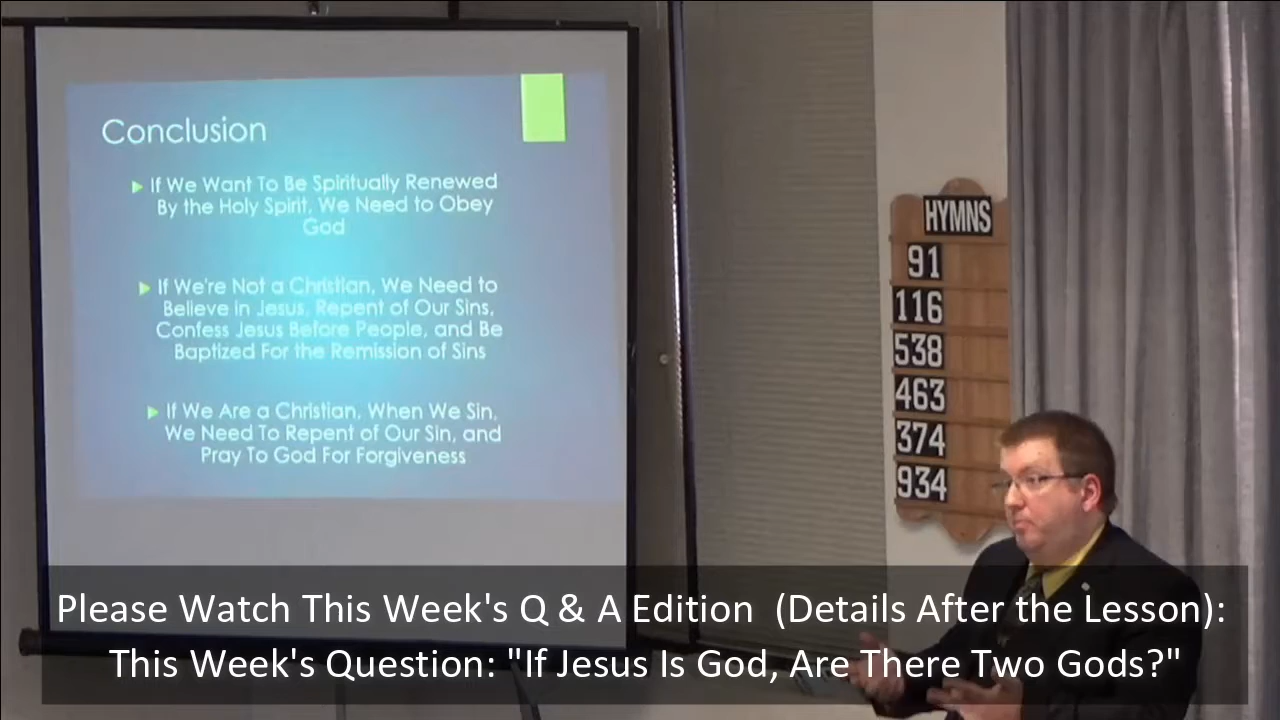 Conclusion
If We Want To Be Spiritually Renewed
By the Holy Spirit, We Need to Obey
God
If We're Not a Christian, We Need to
Believe in Jesus, Repent of Our Sins,
Confess Jesus Before People, and Be
Baptized For the Remission of Sins
If We Are a Christian, When We Sin,
We Need To Repent of Our Sin, and
Pray To God For Forgiveness
HYMNS
91
116
538
463
374
934
Please Watch This Week's Q & A Edition (Details After the Lesson):
This Week's Question: "If Jesus Is God, Are There Two Gods?"